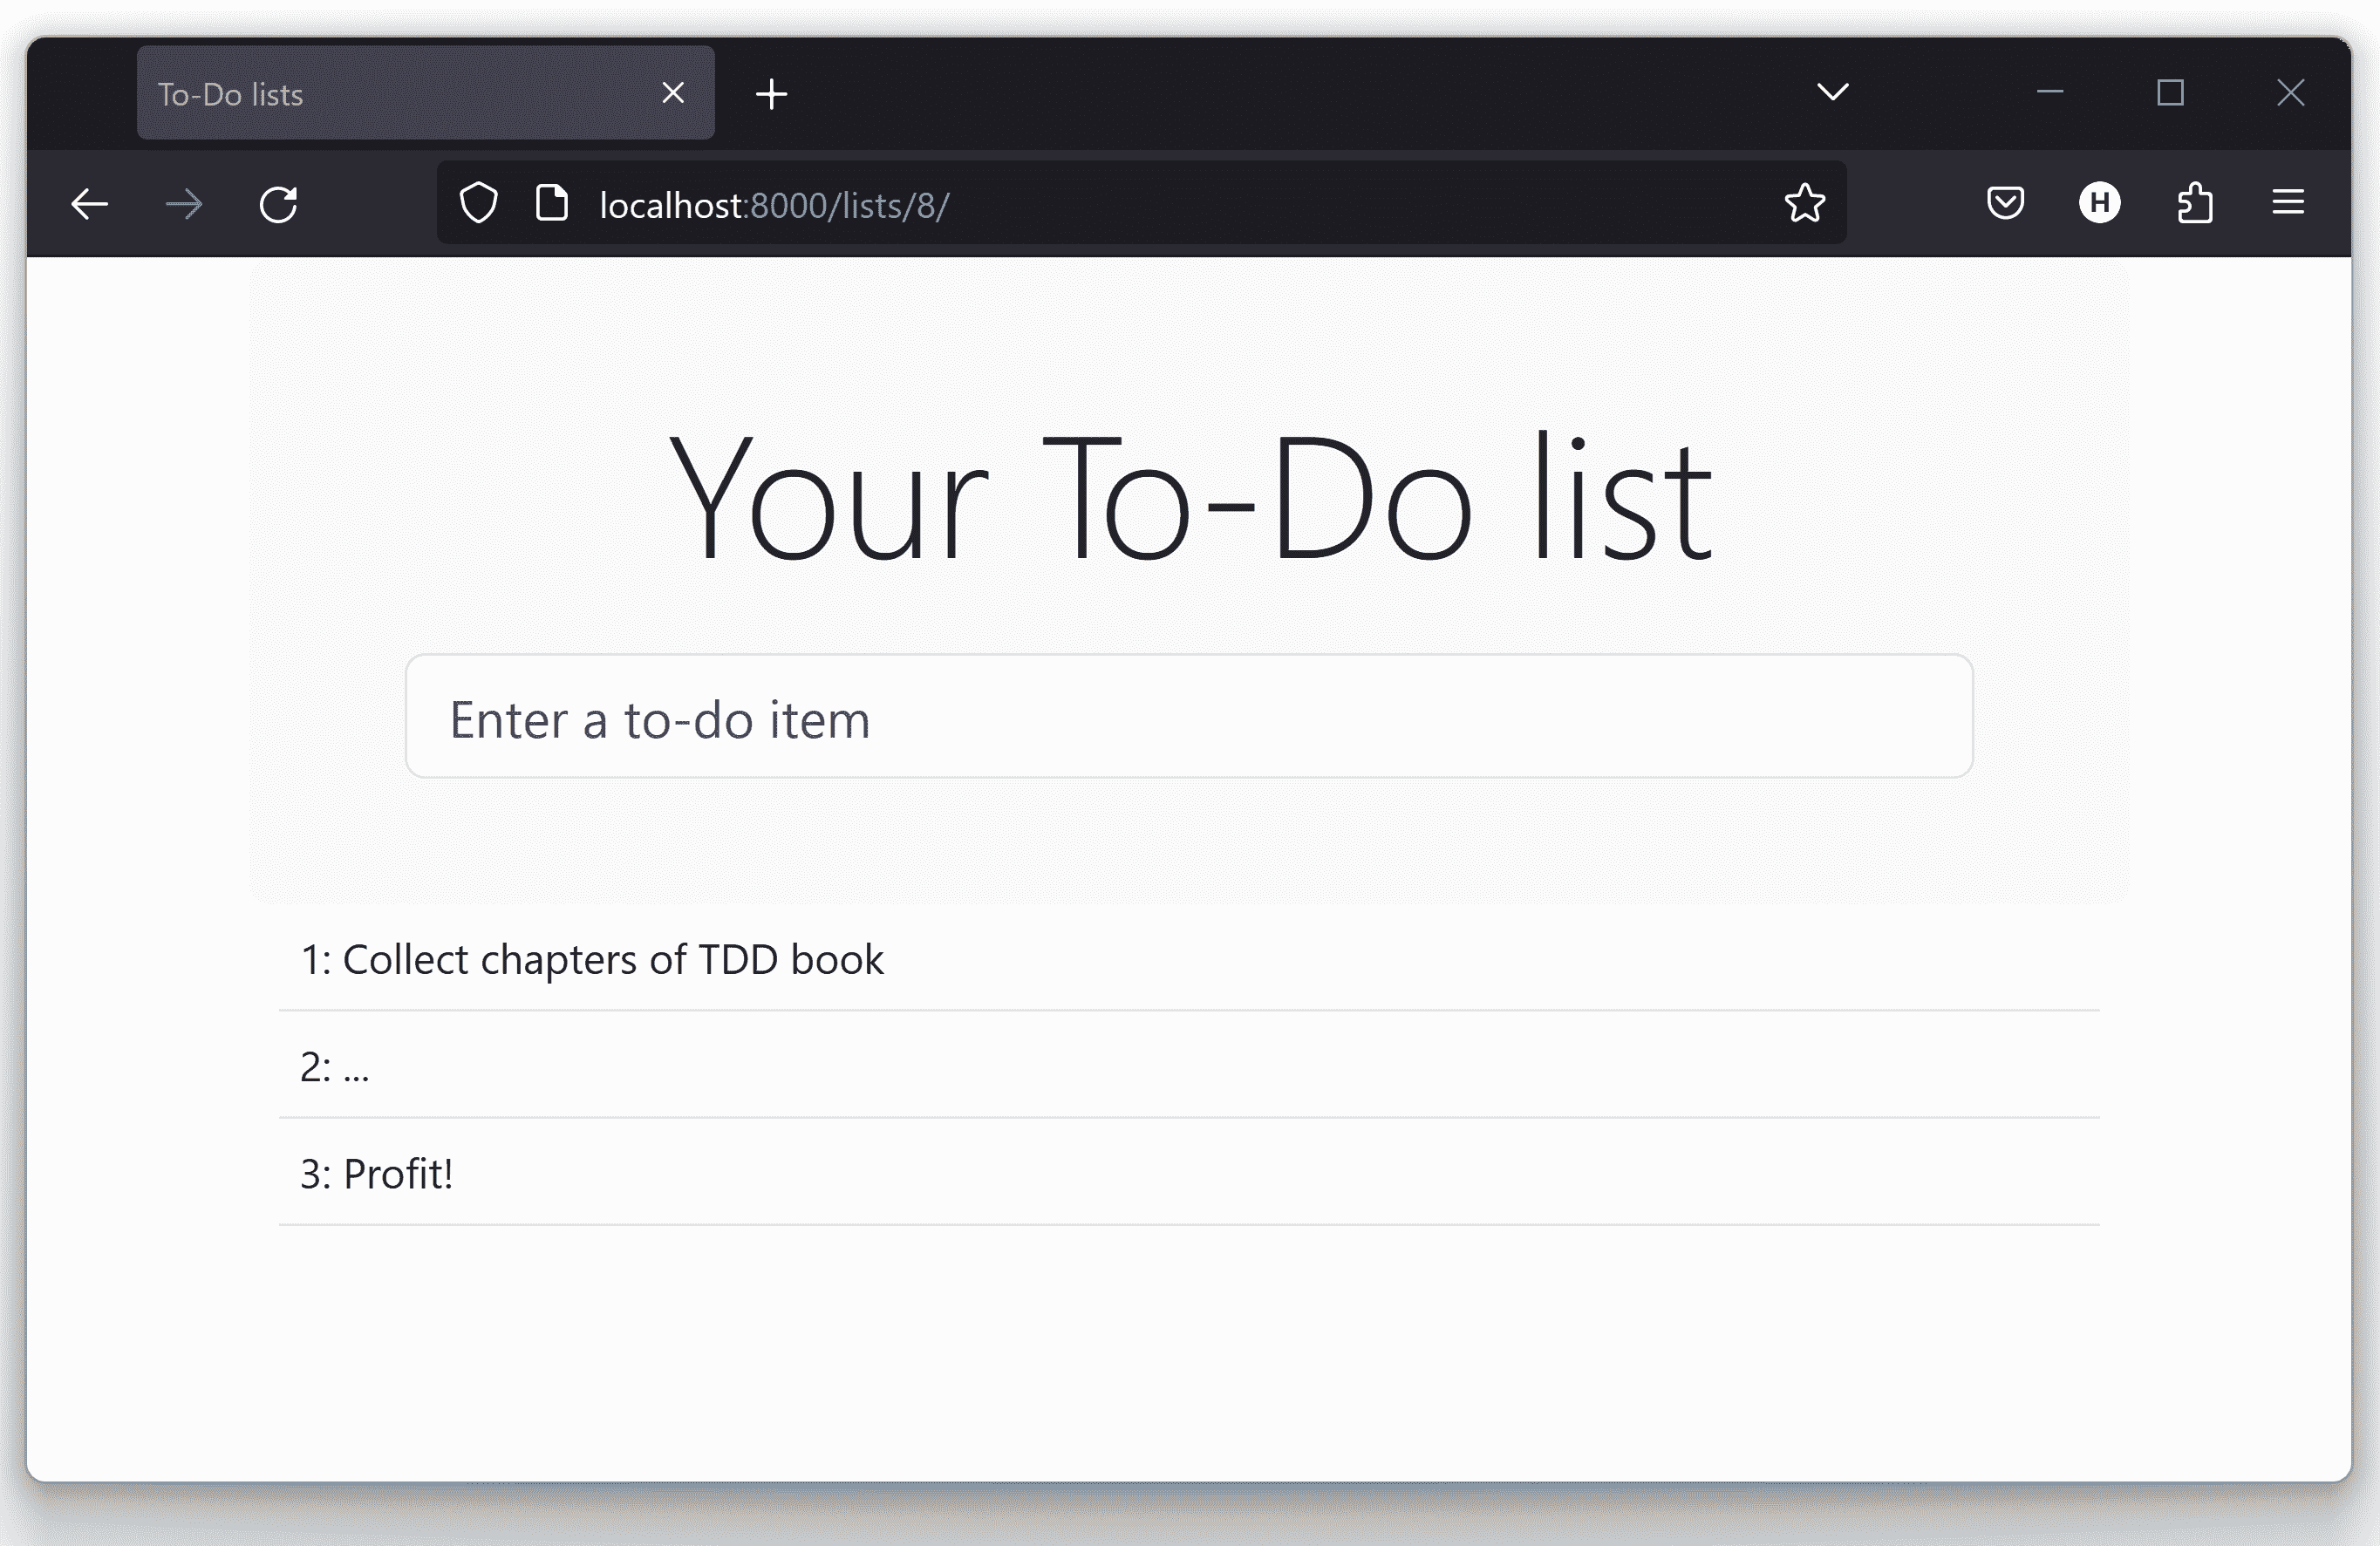 To-Do lists
localhost:8000/lists/8/
H
Your To-Do list
Enter a to-do item
1: Collect chapters of TDD book
2: ...
3: Profit!